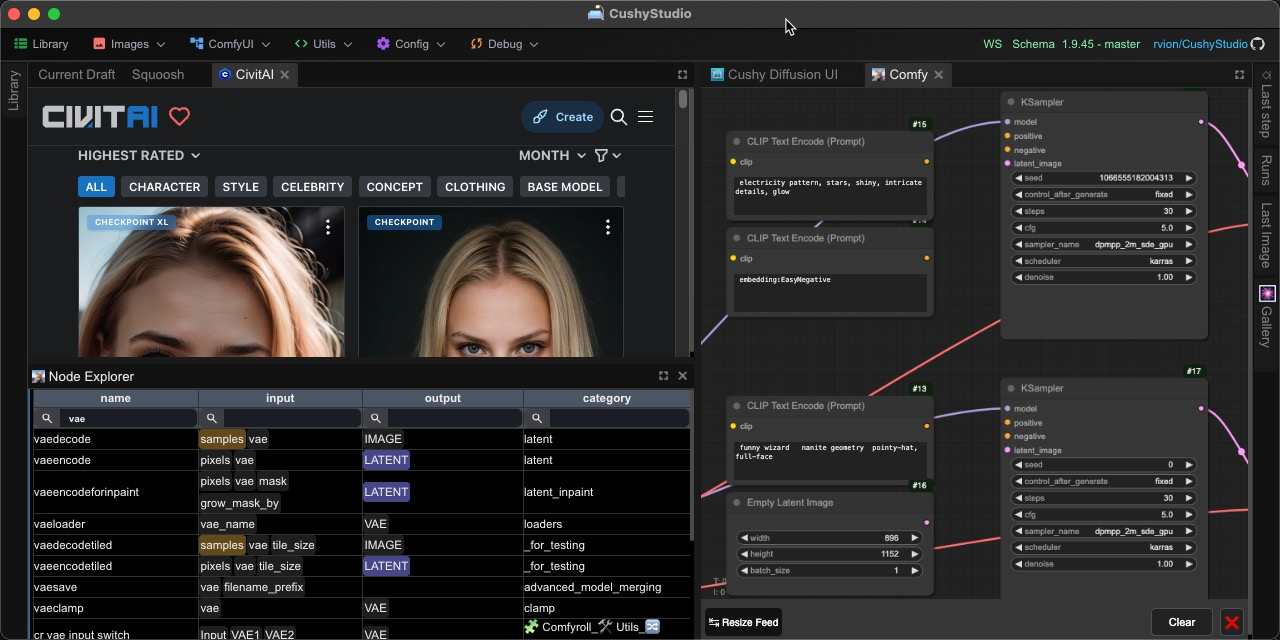 CushyStudio
Library Images ComfyUI Utils Config Debug WS Schema 1.9.45 - master rvion/CushyStudio
Library
Current Draft Squoosh CivitAI
CIVITAI Create
HIGHEST RATED MONTH
ALL CHARACTER STYLE CELEBRITY CONCEPT CLOTHING BASE MODEL
CHECKPOINT XL CHECKPOINT
Node Explorer
name input output category
vae
vaedecode samples vae IMAGE latent
vaeencode pixels vae LATENT latent
vaeencodeforinpaint pixels vae mask grow_mask_by LATENT latent_inpaint
vaeloader vae_name VAE loaders
vaedecodetiled samples vae tile_size IMAGE _for_testing
vaeencodetiled pixels vae tile_size LATENT _for_testing
vaesave vae filename_prefix advanced_model_merging
vaeclamp vae VAE clamp
cr vae input switch Input VAE1 VAE2 VAE Comfyroll_ Utils_
Cushy Diffusion UI Comfy
#15
CLIP Text Encode (Prompt)
clip
electricity pattern, stars, shiny, intricate
details, glow
CLIP Text Encode (Prompt)
clip
embedding:EasyNegative
#13
CLIP Text Encode (Prompt)
clip
funny wizard nanite geometry pointy-hat,
full-face
#16
Empty Latent Image
width 896
height 1152
batch_size 1
KSampler
model
positive
negative
latent_image
seed 1066555182004313
control_after_generate fixed
steps 30
cfg 5.0
sampler_name dpmpp_2m_sde_gpu
scheduler karras
denoise 1.00
#17
KSampler
model
positive
negative
latent_image
seed 0
control_after_generate fixed
steps 30
cfg 5.0
sampler_name dpmpp_2m_sde_gpu
scheduler karras
denoise 1.00
Resize Feed Clear
Last step
Runs
Last Image
Gallery